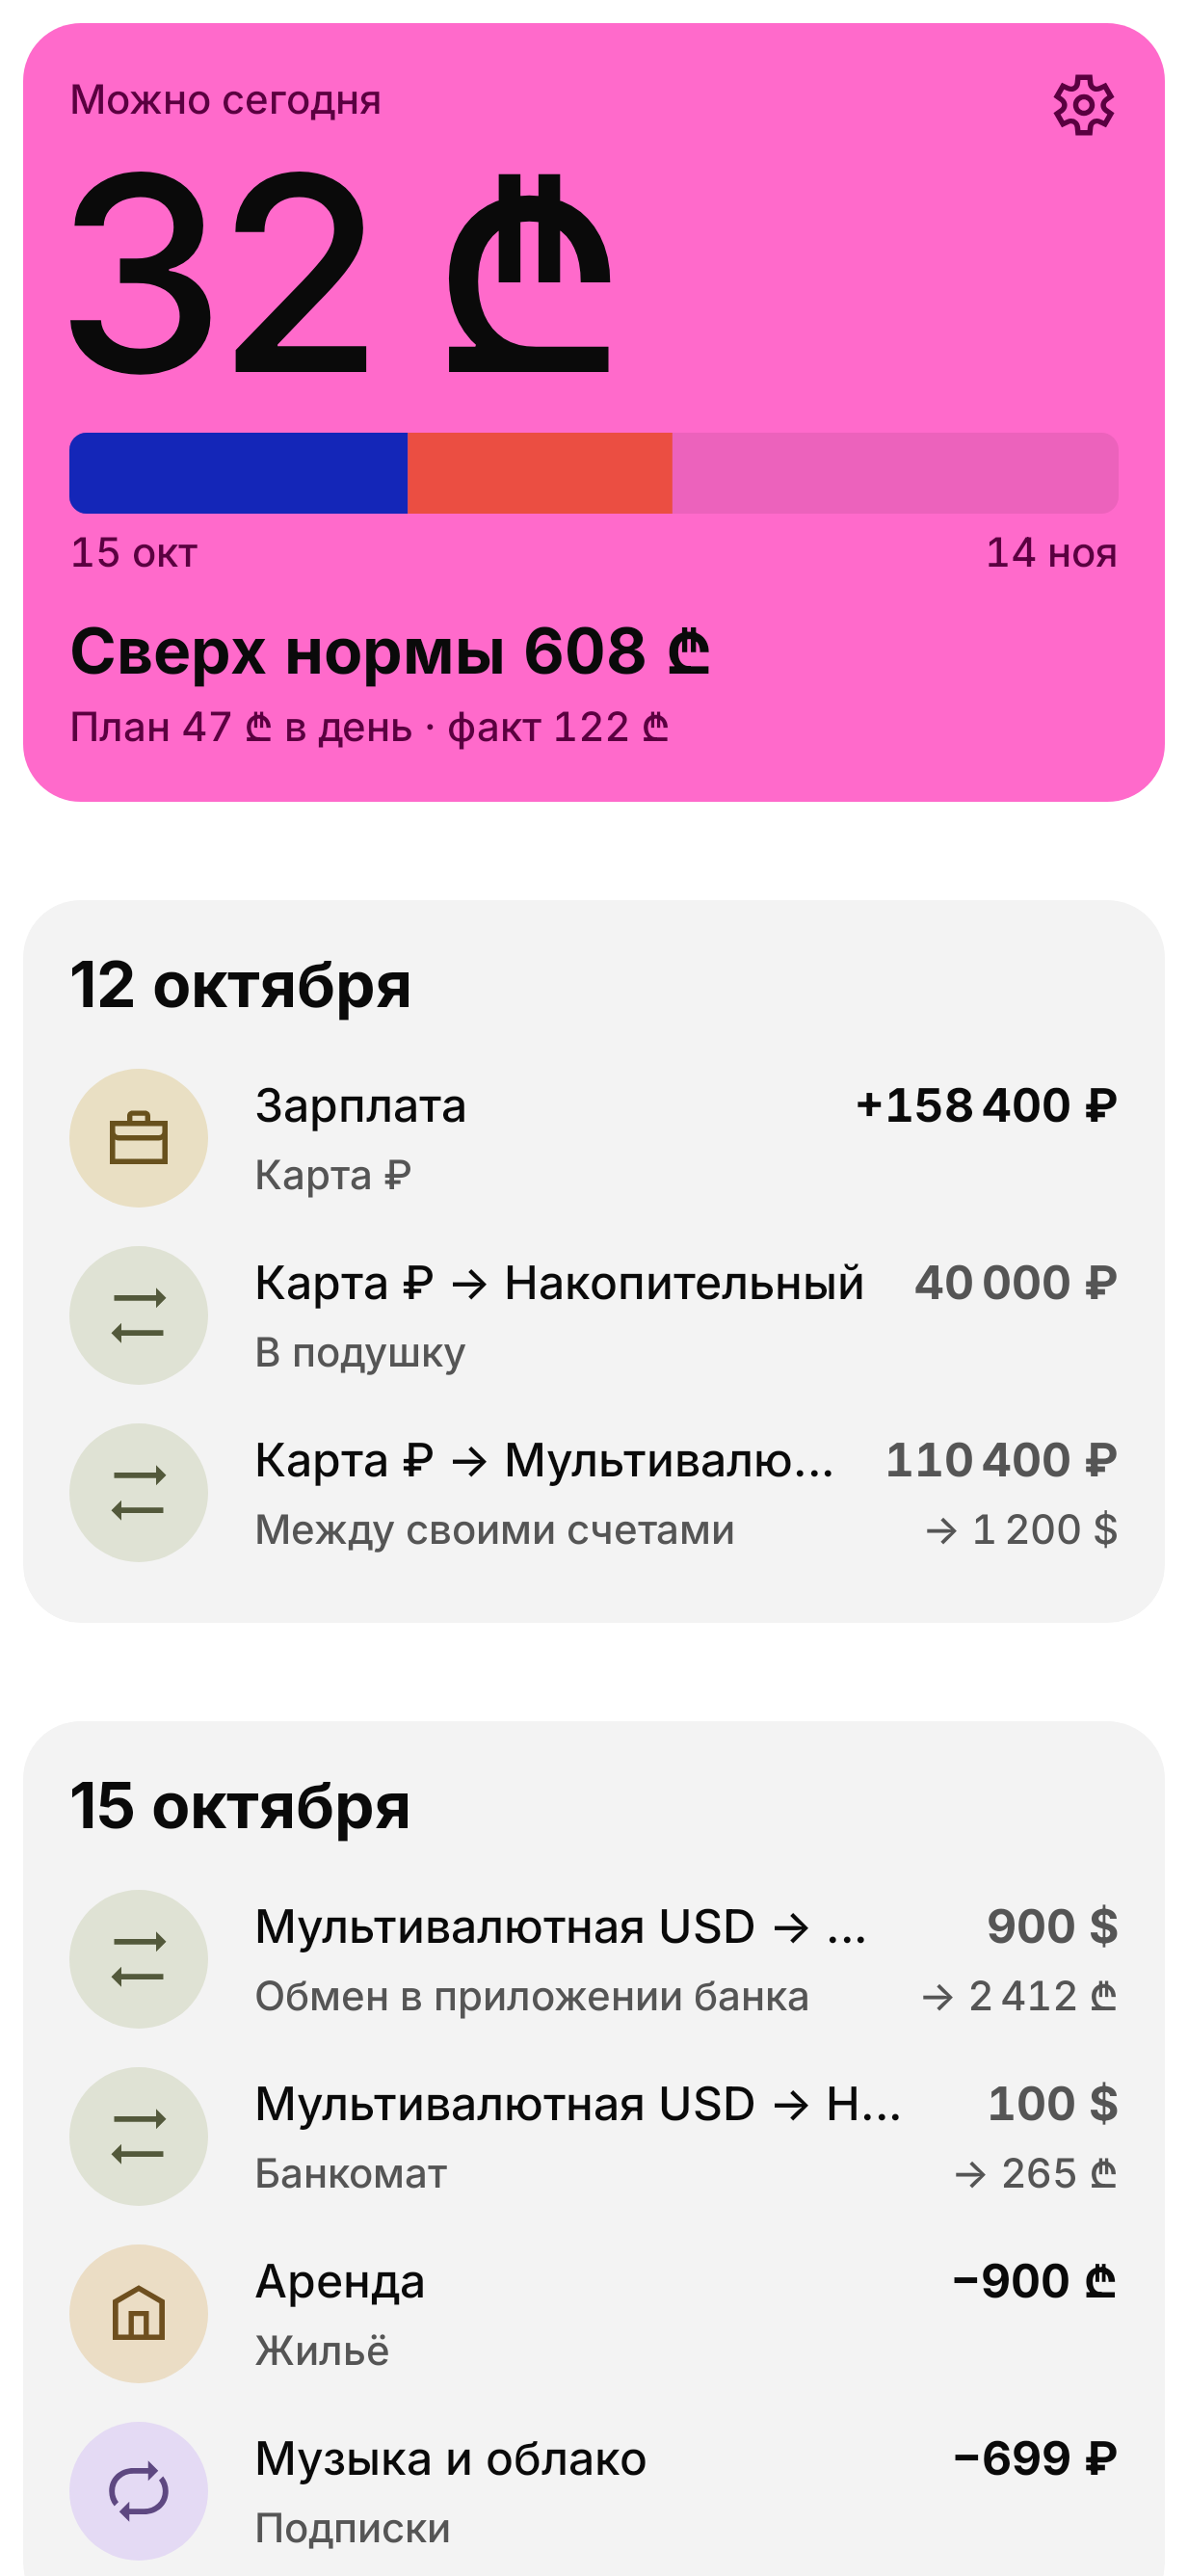 Можно сегодня
32 ₾
15 окт
14 ноя
Сверх нормы 608 ₾
План 47 ₾ в день · факт 122 ₾
12 октября
Зарплата
+158 400 ₽
Карта ₽
Карта ₽ → Накопительный
40 000 ₽
В подушку
Карта ₽ → Мультивалю...
110 400 ₽
Между своими счетами
→ 1 200 $
15 октября
Мультивалютная USD → ...
900 $
Обмен в приложении банка
→ 2 412 ₾
Мультивалютная USD → Н...
100 $
Банкомат
→ 265 ₾
Аренда
−900 ₾
Жильё
Музыка и облако
−699 ₽
Подписки